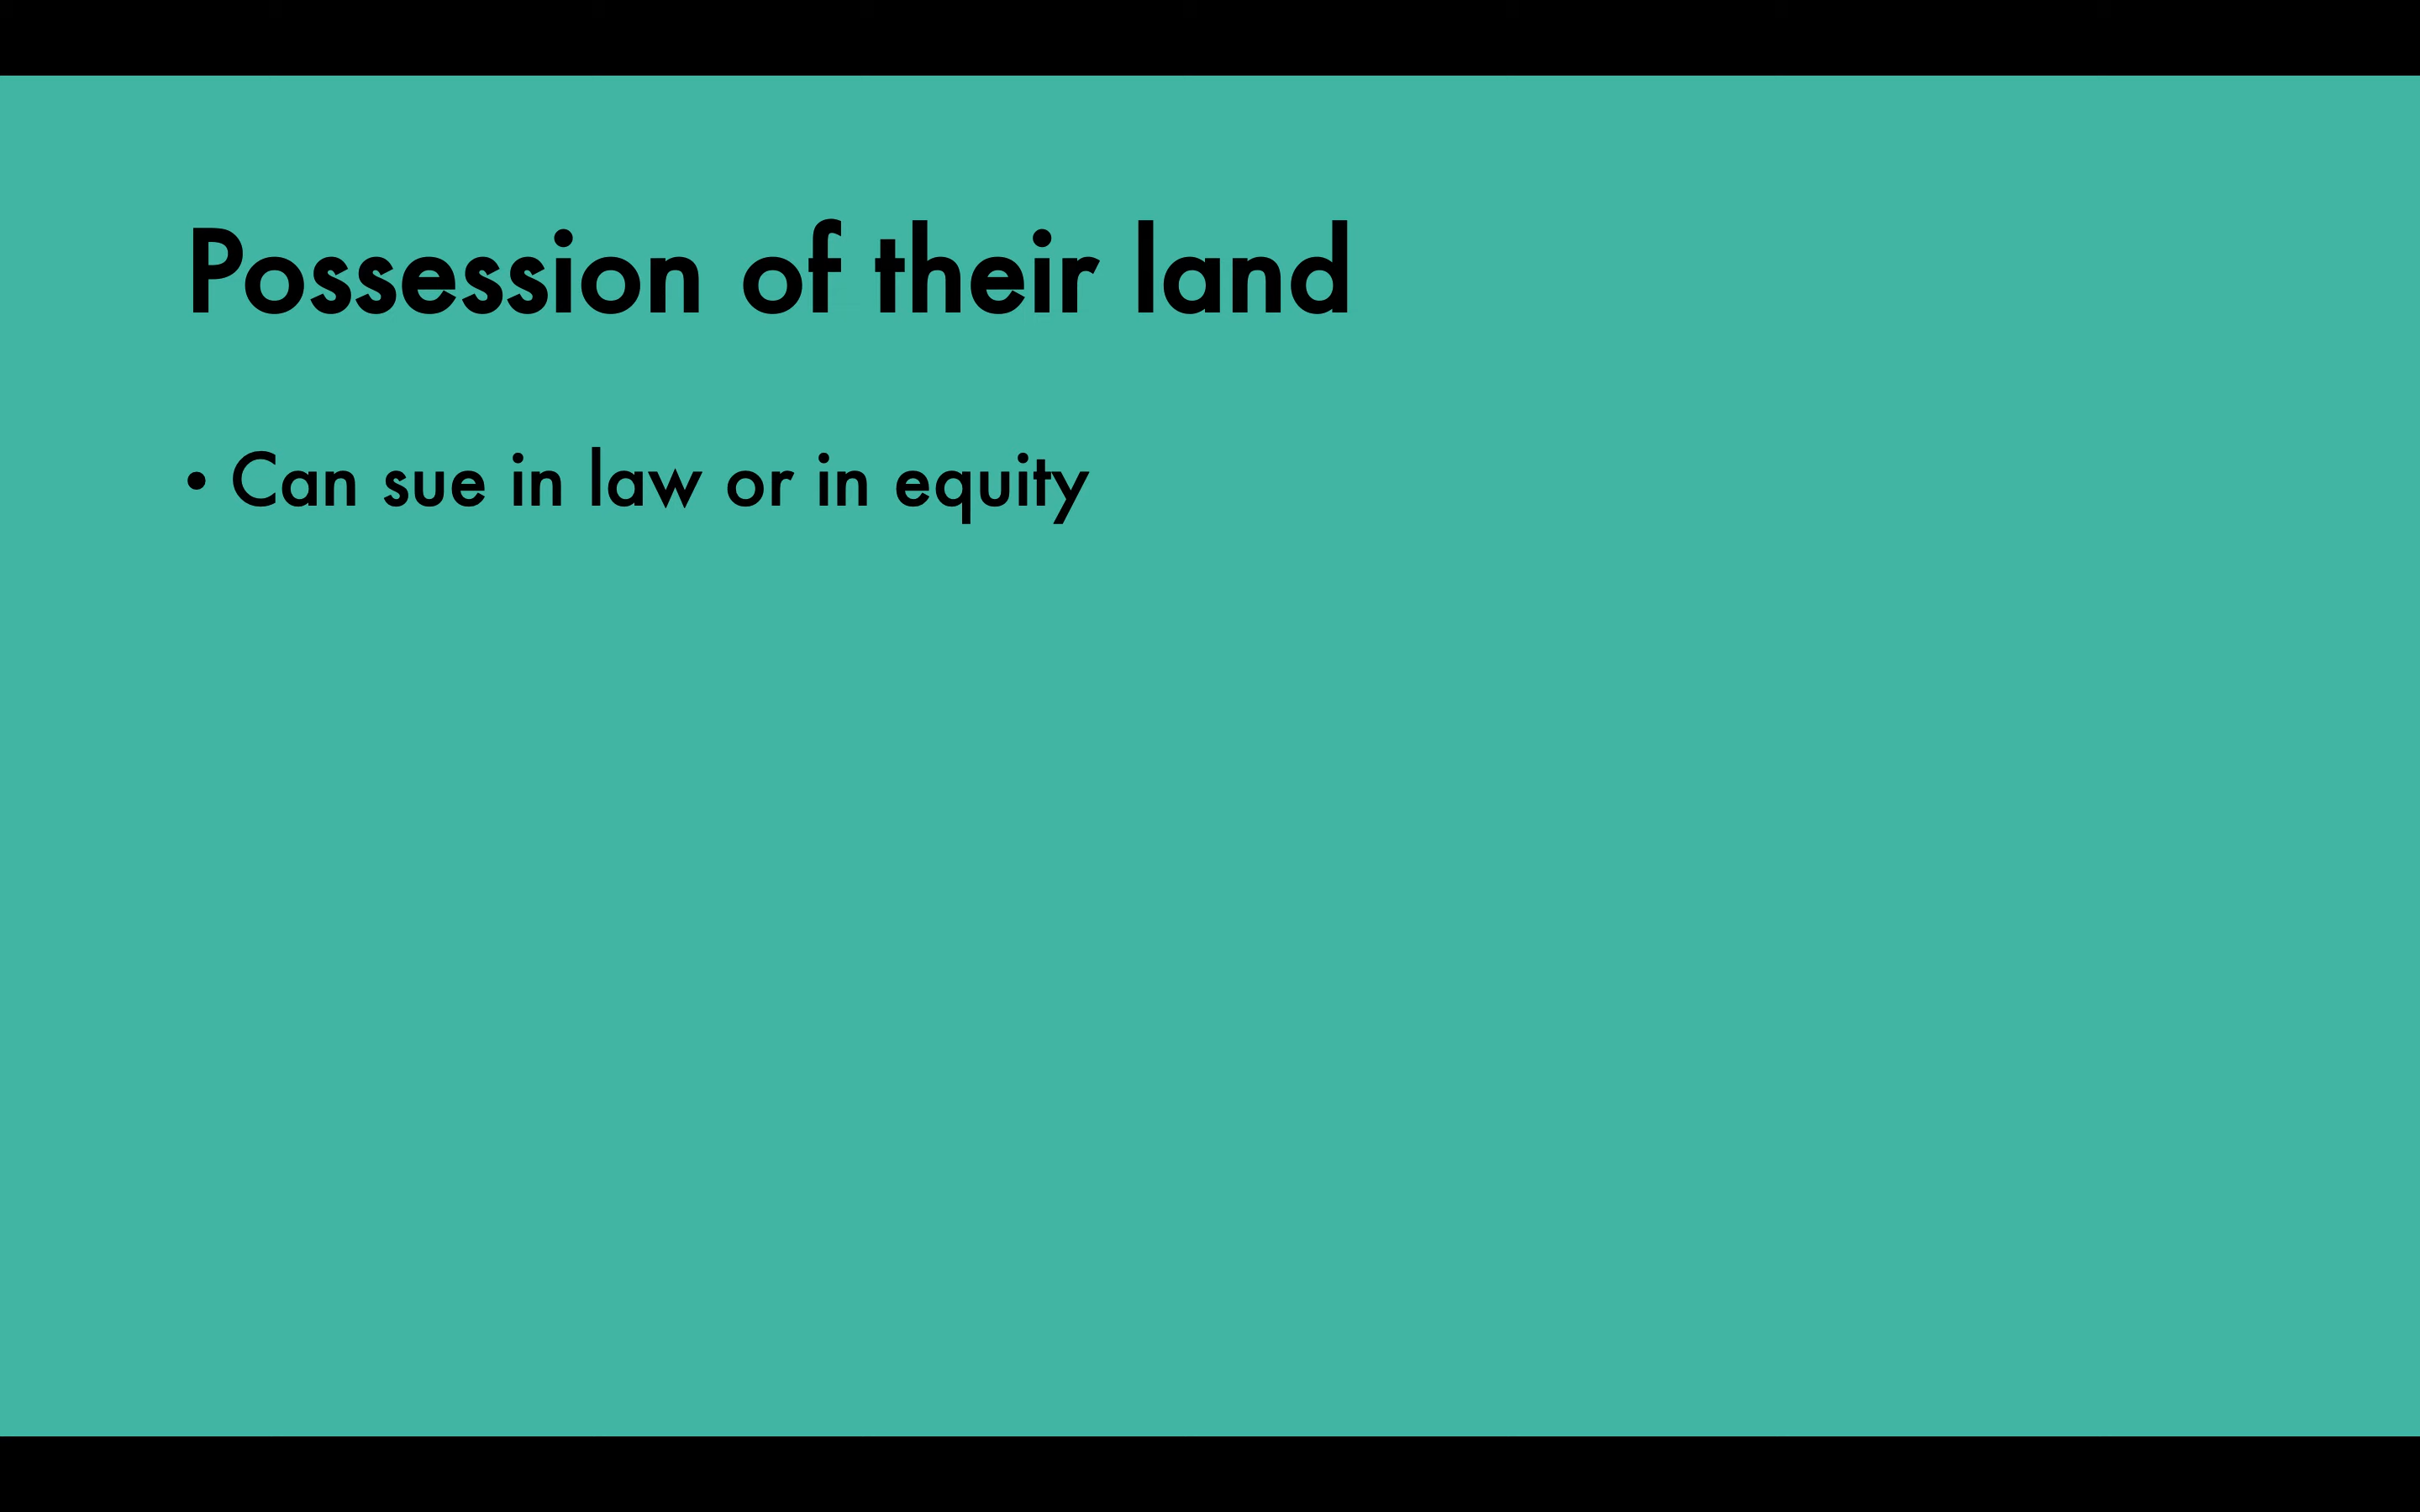 Possession of their land
• Can sue in law or in equity